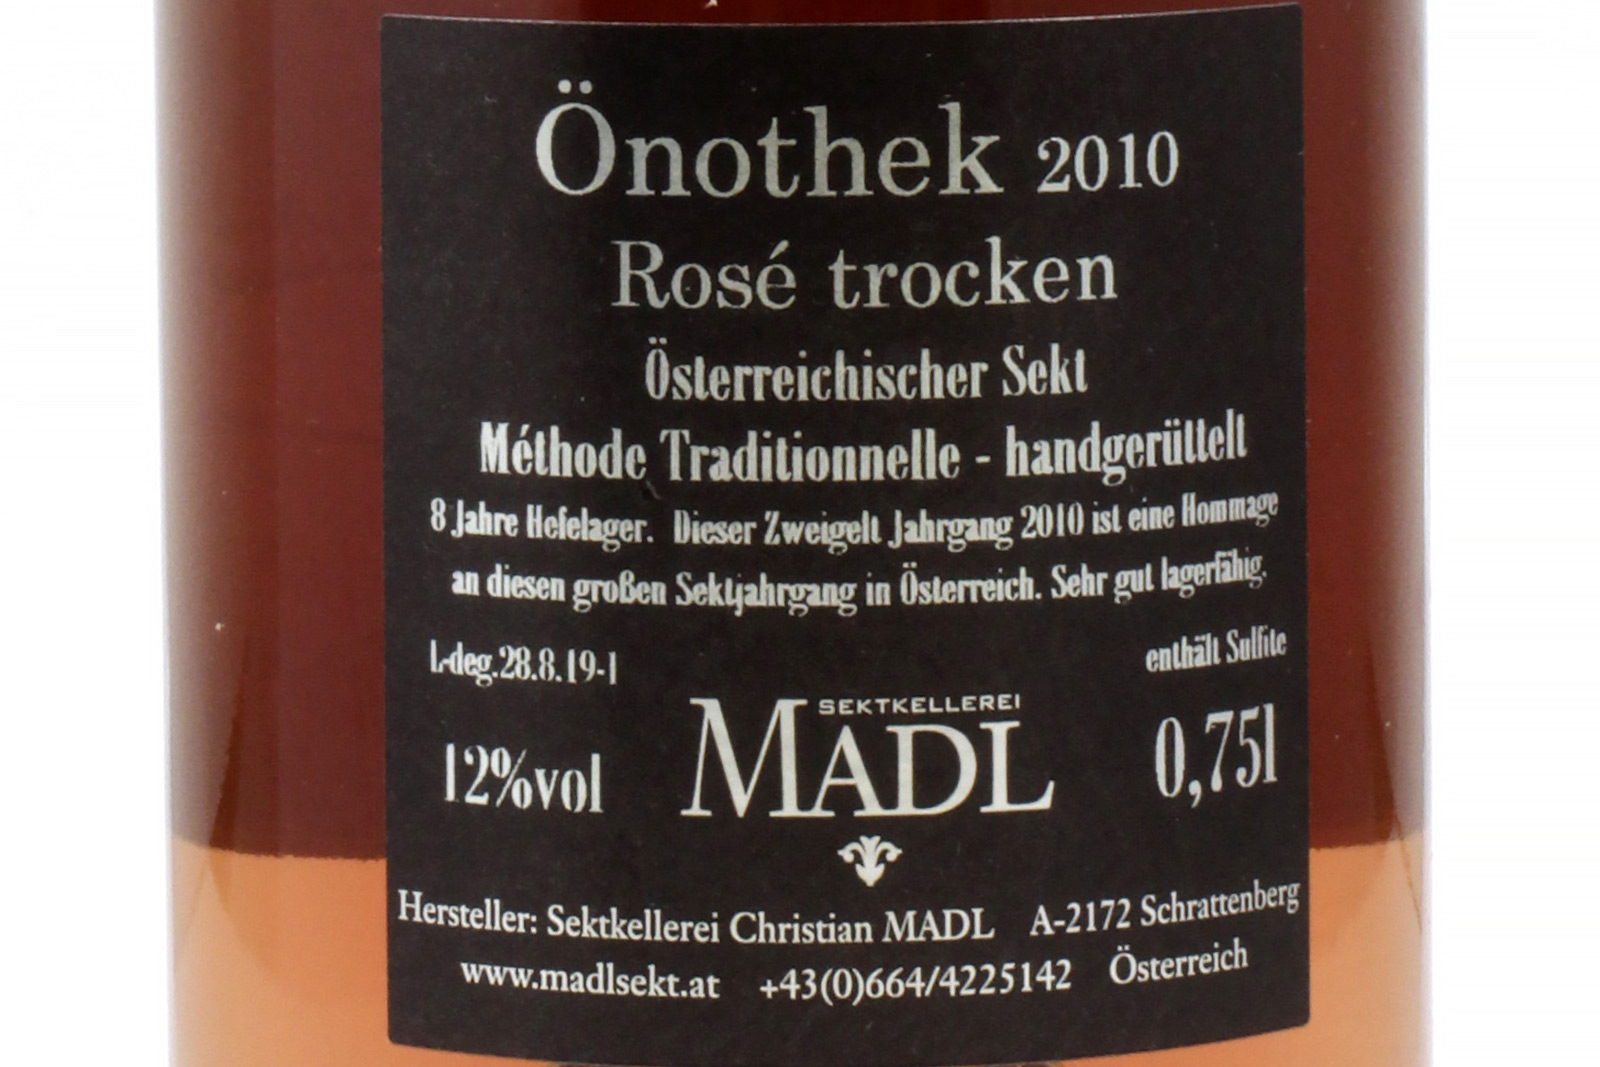 Önothek 2010
Rosé trocken
Österreichischer Sekt
Méthode Traditionnelle - handgerüttelt
8 Jahre Hefelager. Dieser Zweigelt Jahrgang 2010 ist eine Hommage
an diesen großen Sektjahrgang in Österreich. Sehr gut lagerfähig.
L-deg.28.8.19-1
enthält Sulfite
SEKTKELLEREI
MADL
12%vol
0,75l
Hersteller: Sektkellerei Christian MADL A-2172 Schrattenberg
www.madlsekt.at +43(0)664/4225142 Österreich